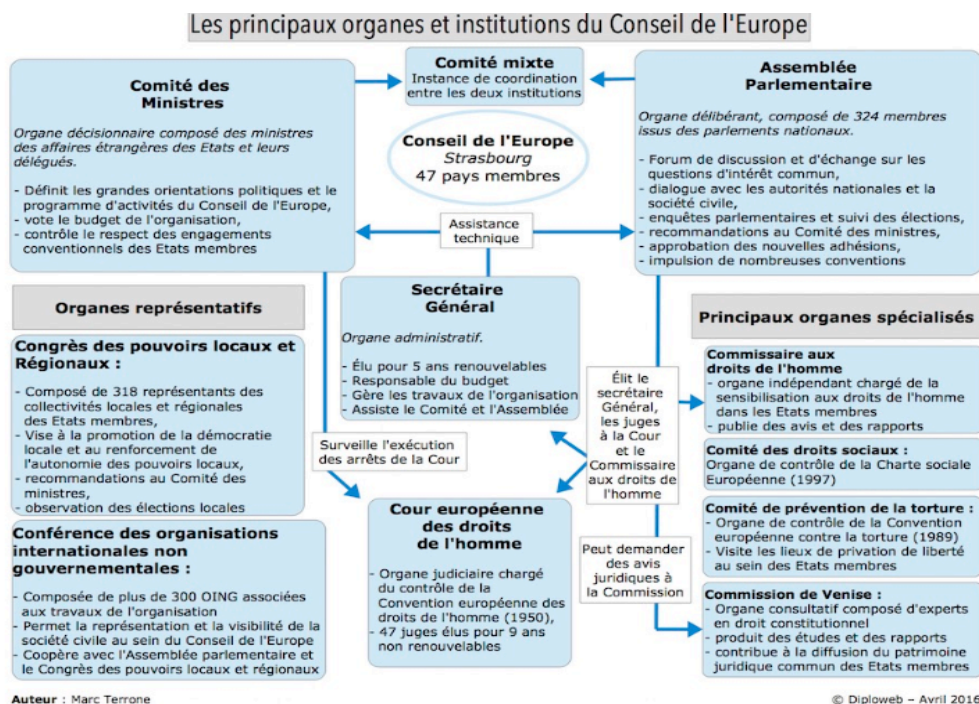 Les principaux organes et institutions du Conseil de l'Europe
Comité des
Ministres
Organe décisionnaire composé des ministres
des affaires étrangères des Etats et leurs
délégués.
- Définit les grandes orientations politiques et le
programme d'activités du Conseil de l'Europe,
- vote le budget de l'organisation,
- contrôle le respect des engagements
conventionnels des Etats membres
Comité mixte
Instance de coordination
entre les deux institutions
Conseil de l'Europe
Strasbourg
47 pays membres
Assemblée
Parlementaire
Organe délibérant, composé de 324 membres
issus des parlements nationaux.
- Forum de discussion et d'échange sur les
questions d'intérêt commun,
- dialogue avec les autorités nationales et la
société civile,
- enquêtes parlementaires et suivi des élections,
- recommandations au Comité des ministres,
- approbation des nouvelles adhésions,
- impulsion de nombreuses conventions
Assistance
technique
Secrétaire
Général
Organe administratif.
- Élu pour 5 ans renouvelables
- Responsable du budget
- Gère les travaux de l'organisation
- Assiste le Comité et l'Assemblée
Organes représentatifs
Congrès des pouvoirs locaux et
Régionaux :
- Composé de 318 représentants des
collectivités locales et régionales
des Etats membres,
- Vise à la promotion de la démocratie
locale et au renforcement de
l'autonomie des pouvoirs locaux,
- recommandations au Comité des
ministres,
- observation des élections locales
Conférence des organisations
internationales non
gouvernementales :
- Composée de plus de 300 OING associées
aux travaux de l'organisation
- Permet la représentation et la visibilité de la
société civile au sein du Conseil de l'Europe
- Coopère avec l'Assemblée parlementaire et
le Congrès des pouvoirs locaux et régionaux
Surveille l'exécution
des arrêts de la Cour
Cour européenne
des droits
de l'homme
- Organe judiciaire chargé
du contrôle de la
Convention européenne des
droits de l'homme (1950),
- 47 juges élus pour 9 ans
non renouvelables
Élit le
secrétaire
Général,
les juges
à la Cour
et le
Commissaire
aux droits
de l'homme
Peut demander
des avis
juridiques à
la Commission
Principaux organes spécialisés
Commissaire aux
droits de l'homme
- organe indépendant chargé de la
sensibilisation aux droits de l'homme
dans les Etats membres
- publie des avis et des rapports
Comité des droits sociaux :
Organe de contrôle de la Charte sociale
Européenne (1997)
Comité de prévention de la torture :
- Organe de contrôle de la Convention
européenne contre la torture (1989)
- Visite les lieux de privation de liberté
au sein des Etats membres
Commission de Venise :
- Organe consultatif composé d'experts
en droit constitutionnel
- produit des études et des rapports
- contribue à la diffusion du patrimoine
juridique commun des Etats membres
Auteur : Marc Terrone
© Diploweb – Avril 2016